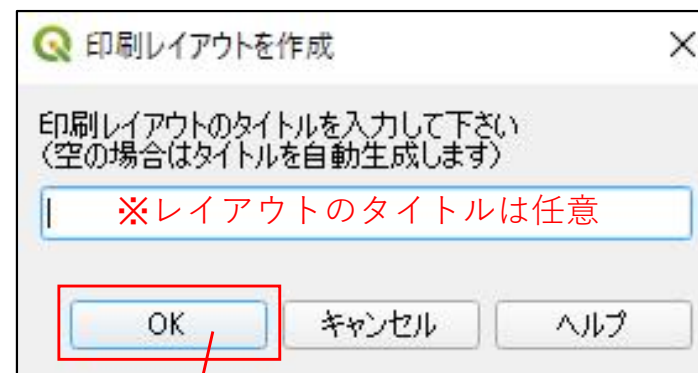 印刷レイアウトを作成
印刷レイアウトのタイトルを入力して下さい
(空の場合はタイトルを自動生成します)
※レイアウトのタイトルは任意
OK キャンセル ヘルプ